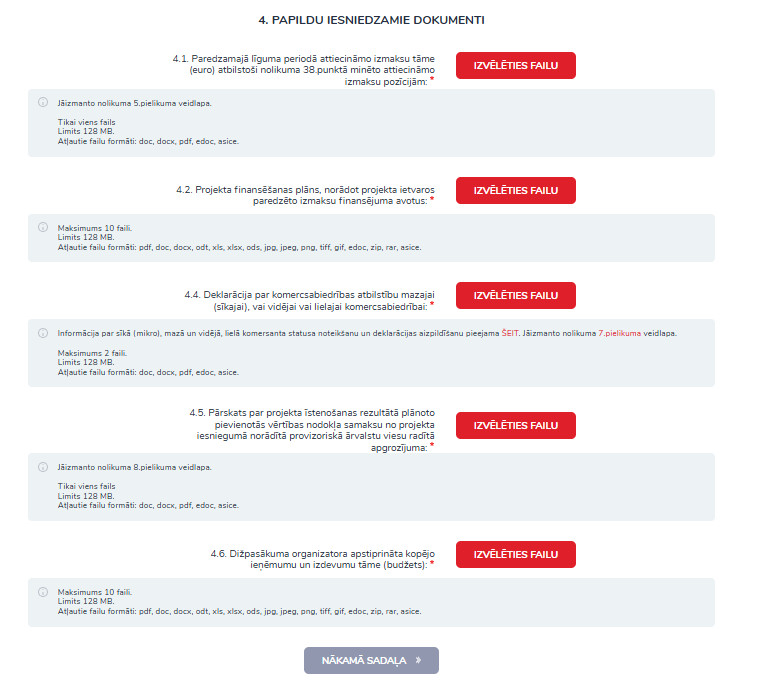 4. PAPILDU IESNIEDZAMIE DOKUMENTI
4.1. Paredzamajā līguma periodā attiecināmo izmaksu tāme
(euro) atbilstoši nolikuma 38.punktā minēto attiecināmo
izmaksu pozīcijām: *
IZVĒLĒTIES FAILU
Jāizmanto nolikuma 5.pielikuma veidlapa.
Tikai viens fails
Limits 128 MB.
Atļautie failu formāti: doc, docx, pdf, edoc, asice.
4.2. Projekta finansēšanas plāns, norādot projekta ietvaros
paredzēto izmaksu finansējuma avotus: *
IZVĒLĒTIES FAILU
Maksimums 10 faili.
Limits 128 MB.
Atļautie failu formāti: pdf, doc, docx, odt, xls, xlsx, ods, jpg, jpeg, png, tiff, gif, edoc, zip, rar, asice.
4.4. Deklarācija par komercsabiedrības atbilstību mazajai
(sīkajai), vai vidējai vai lielajai komercsabiedrībai: *
IZVĒLĒTIES FAILU
Informācija par sīkā (mikro), mazā un vidējā, lielā komersanta statusa noteikšanu un deklarācijas aizpildīšanu pieejama ŠEIT. Jāizmanto nolikuma 7.pielikuma veidlapa.
Maksimums 2 faili.
Limits 128 MB.
Atļautie failu formāti: doc, docx, pdf, edoc, asice.
4.5. Pārskats par projekta īstenošanas rezultātā plānoto
pievienotās vērtības nodokļa samaksu no projekta
iesniegumā norādītā provizoriskā ārvalstu viesu radītā
apgrozījuma: *
IZVĒLĒTIES FAILU
Jāizmanto nolikuma 8.pielikuma veidlapa.
Tikai viens fails
Limits 128 MB.
Atļautie failu formāti: doc, docx, pdf, edoc, asice.
4.6. Dižpasākuma organizatora apstiprināta kopējo
ieņēmumu un izdevumu tāme (budžets): *
IZVĒLĒTIES FAILU
Maksimums 10 faili.
Limits 128 MB.
Atļautie failu formāti: pdf, doc, docx, odt, xls, xlsx, ods, jpg, jpeg, png, tiff, gif, edoc, zip, rar, asice.
NĀKAMĀ SADAĻA »